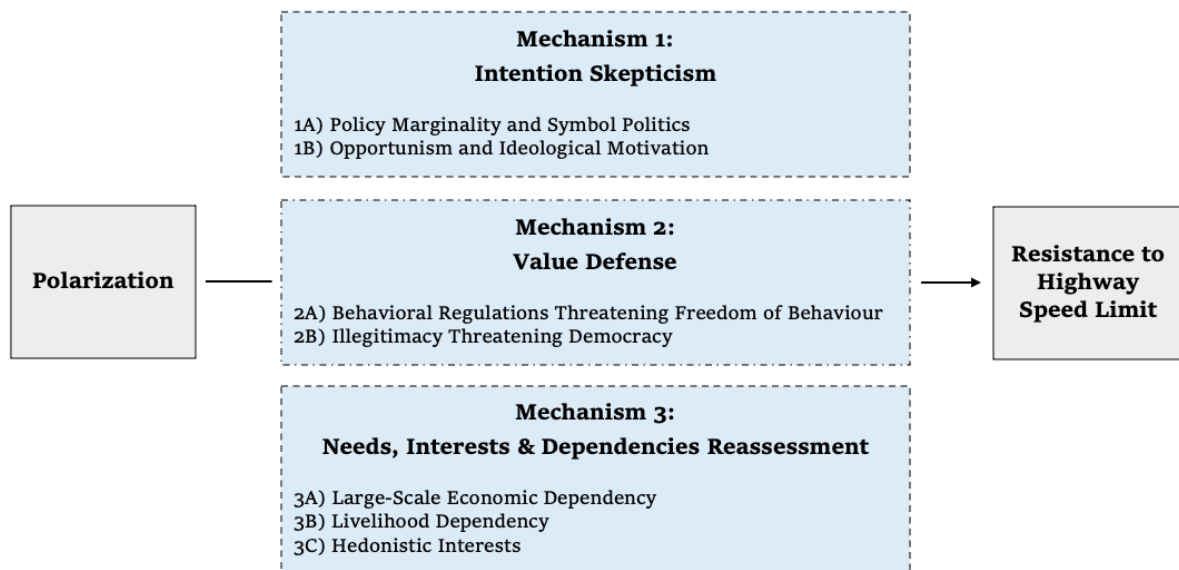 Mechanism 1:
Intention Skepticism
1A) Policy Marginality and Symbol Politics
1B) Opportunism and Ideological Motivation
Polarization
Mechanism 2:
Value Defense
2A) Behavioral Regulations Threatening Freedom of Behaviour
2B) Illegitimacy Threatening Democracy
Resistance to
Highway
Speed Limit
Mechanism 3:
Needs, Interests & Dependencies Reassessment
3A) Large-Scale Economic Dependency
3B) Livelihood Dependency
3C) Hedonistic Interests